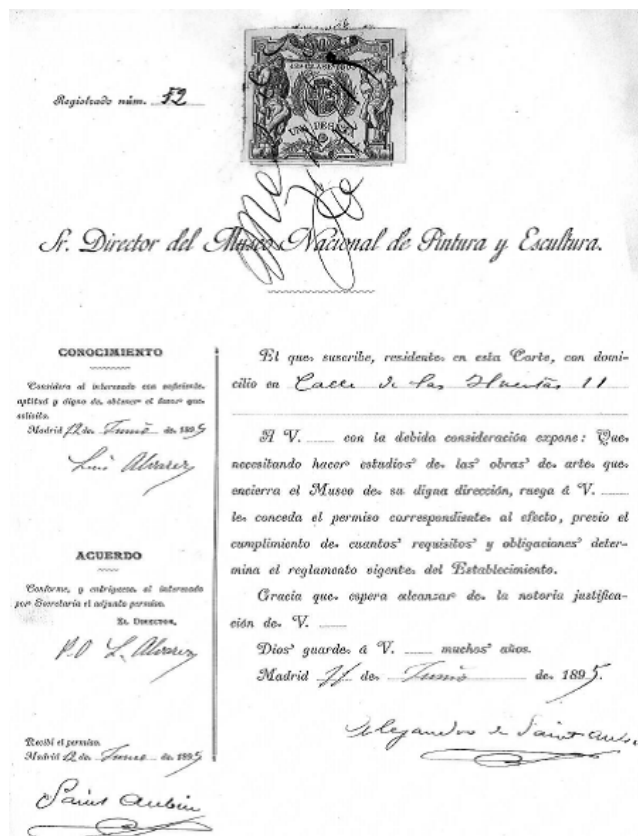 Registrado núm. 52
UNA PESETA
Sr. Director del Museo Nacional de Pintura y Escultura.
CONOCIMIENTO
Considero al interesado con suficiente
aptitud y digno de obtener el favor que
solicita.
Madrid 12 de Junio de 1895
Luis Alvarez
ACUERDO
Conforme, y entréguese al interesado
por Secretaría el adjunto permiso.
EL DIRECTOR,
P.O L. Alvarez
Recibí el permiso.
Madrid 12 de Junio de 1895
Saint Aubin
El que suscribe, residente en esta Corte, con domi-
cilio en Calle de las Huertas 11
A V. con la debida consideración expone: Que
necesitando hacer estudios de las obras de arte que
encierra el Museo de su digna dirección, ruega á V.
le conceda el permiso correspondiente al efecto, previo el
cumplimiento de cuantos requisitos y obligaciones deter-
mina el reglamento vigente del Establecimiento.
Gracia que espera alcanzar de la notoria justifica-
ción de V.
Dios guarde á V. muchos años.
Madrid 11 de Junio de 1895.
Alejandro de Saint Aubin